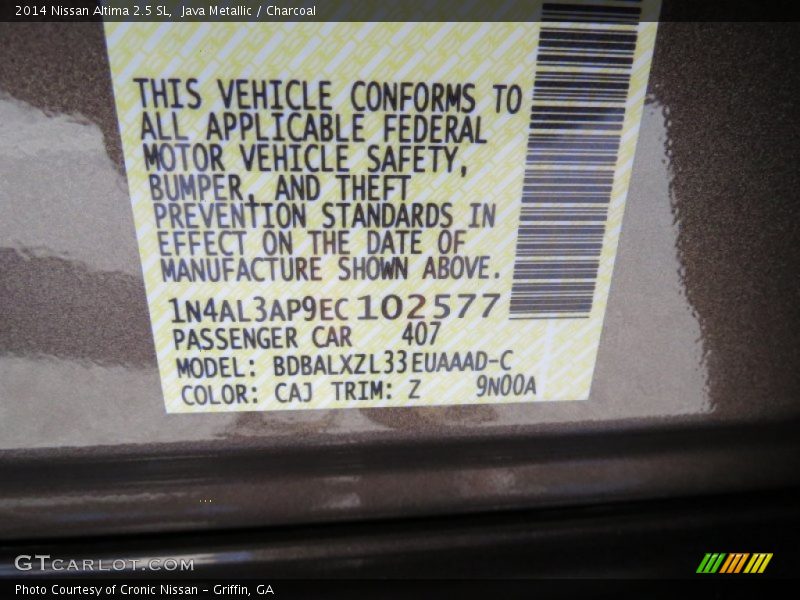 2014 Nissan Altima 2.5 SL,  Java Metallic / Charcoal
THIS VEHICLE CONFORMS TO
ALL APPLICABLE FEDERAL
MOTOR VEHICLE SAFETY,
BUMPER, AND THEFT
PREVENTION STANDARDS IN
EFFECT ON THE DATE OF
MANUFACTURE SHOWN ABOVE.
1N4AL3AP9EC102577
PASSENGER CAR 407
MODEL: BDBALXZL33EUAAAD-C
COLOR: CAJ TRIM: Z 9N00A
GTCARLOT.COM
Photo Courtesy of Cronic Nissan – Griffin, GA